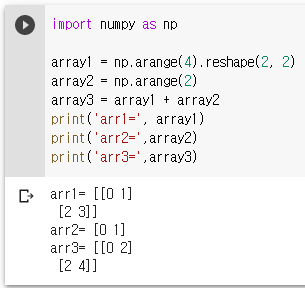 import numpy as np
array1 = np.arange(4).reshape(2, 2)
array2 = np.arange(2)
array3 = array1 + array2
print('arr1=', array1)
print('arr2=',array2)
print('arr3=',array3)
arr1= [[0 1]
[2 3]]
arr2= [0 1]
arr3= [[0 2]
[2 4]]